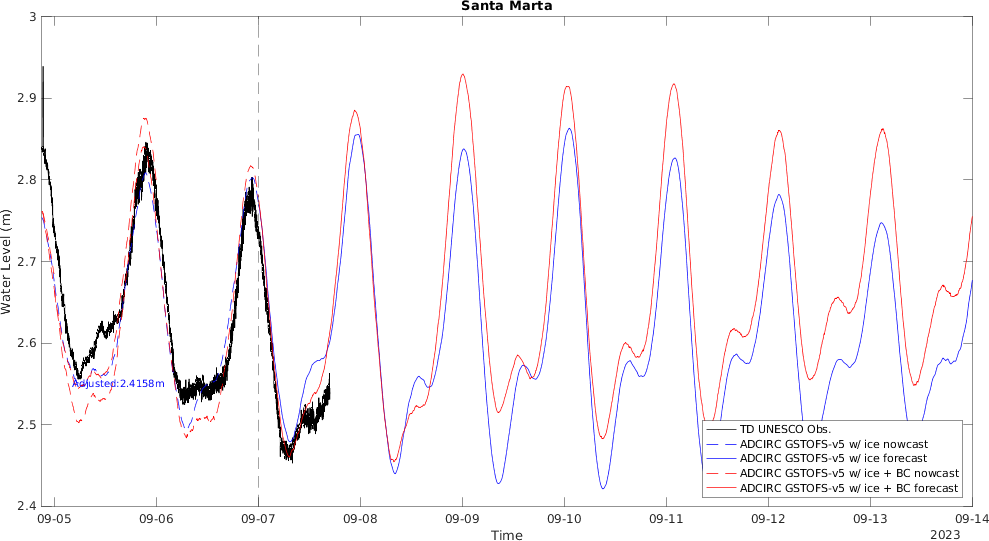 Santa Marta
3
2.9
2.8
2.7
2.6
2.5
2.4
Water Level (m)
Adjusted:2.4158m
TD UNESCO Obs.
ADCIRC GSTOFS-v5 w/ ice nowcast
ADCIRC GSTOFS-v5 w/ ice forecast
ADCIRC GSTOFS-v5 w/ ice + BC nowcast
ADCIRC GSTOFS-v5 w/ ice + BC forecast
09-05 09-06 09-07 09-08 09-09 09-10 09-11 09-12 09-13 09-14
Time
2023